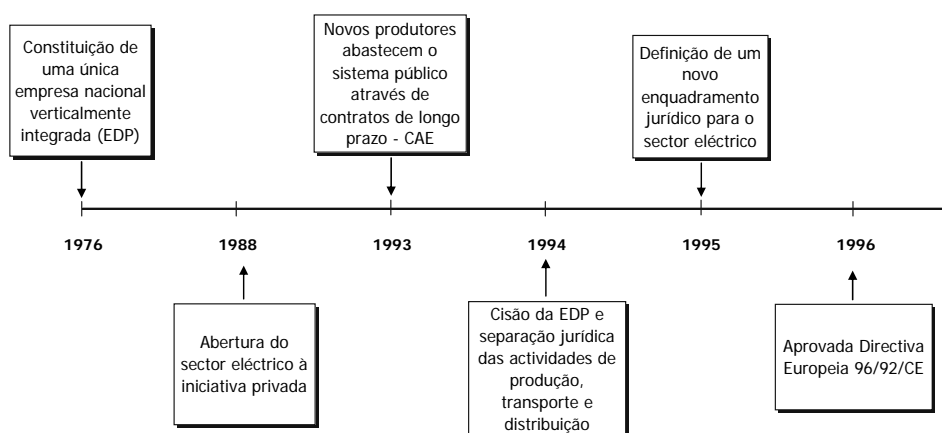 Constituição de
uma única
empresa nacional
verticalmente
integrada (EDP)
Novos produtores
abastecem o
sistema público
através de
contratos de longo
prazo - CAE
Definição de um
novo
enquadramento
jurídico para o
sector eléctrico
1976
1988
1993
1994
1995
1996
Abertura do
sector eléctrico à
iniciativa privada
Cisão da EDP e
separação jurídica
das actividades de
produção,
transporte e
distribuição
Aprovada Directiva
Europeia 96/92/CE